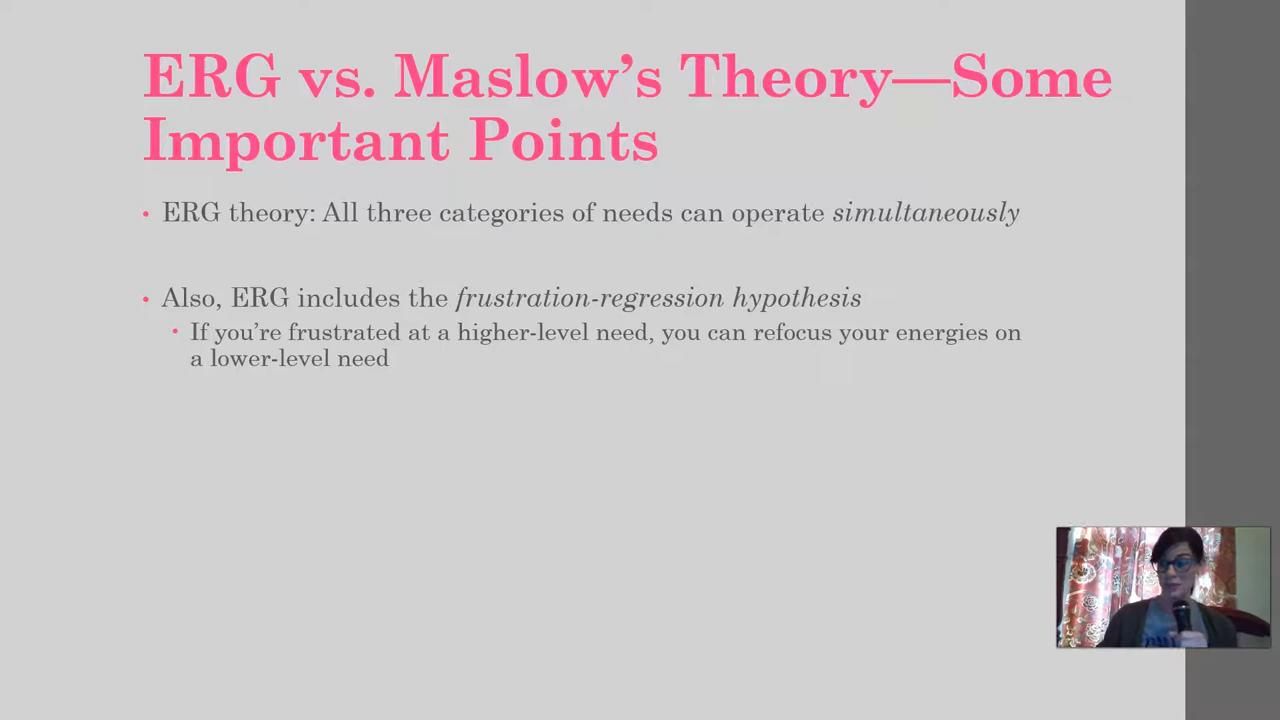 ERG vs. Maslow’s Theory—Some
Important Points
• ERG theory: All three categories of needs can operate simultaneously
• Also, ERG includes the frustration-regression hypothesis
• If you’re frustrated at a higher-level need, you can refocus your energies on
a lower-level need